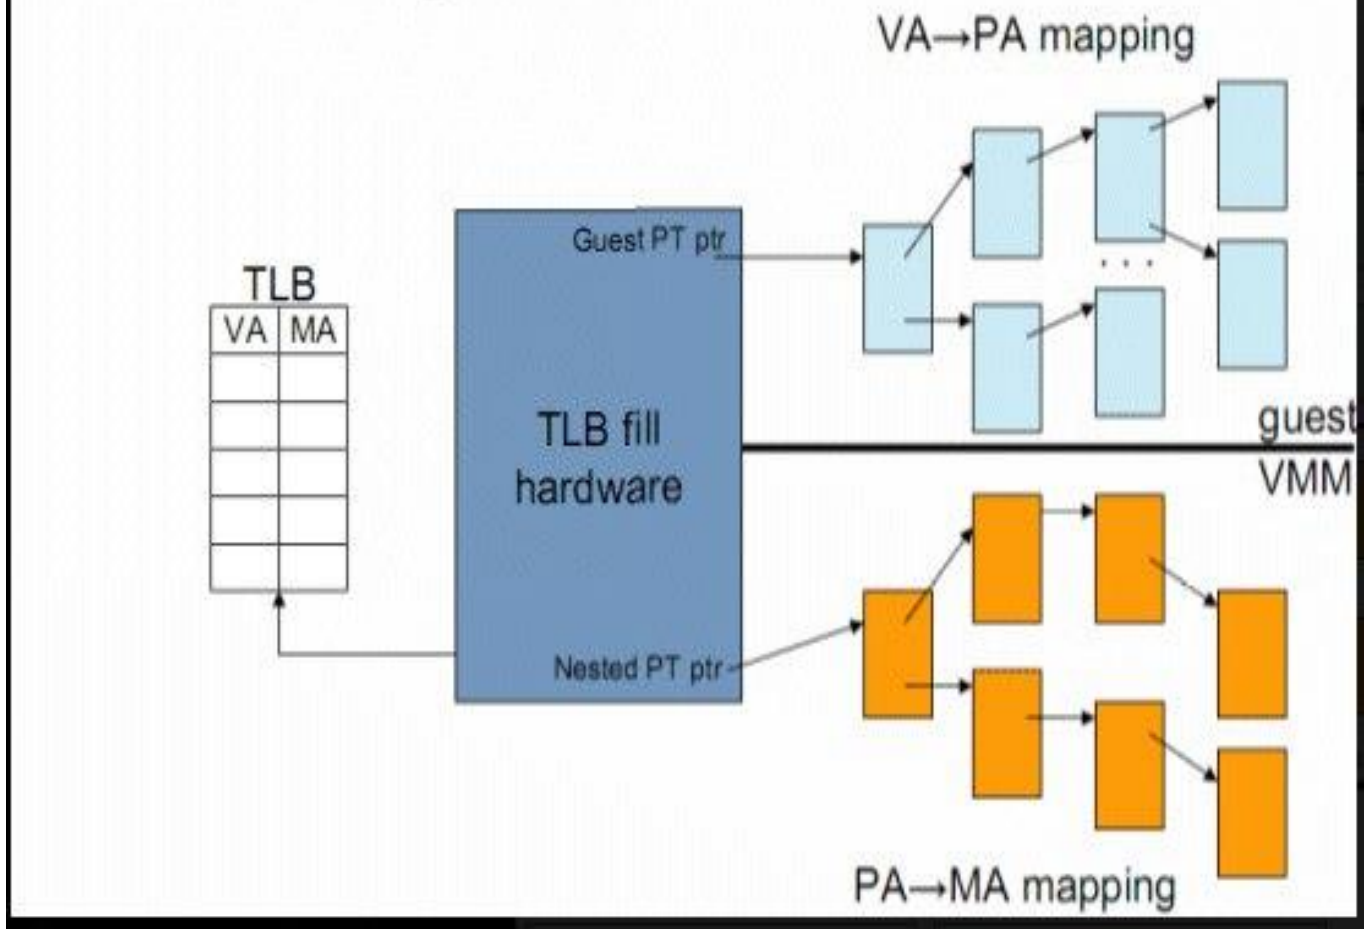 VA→PA mapping
Guest PT ptr
TLB
VA MA
TLB fill
hardware
guest
VMM
Nested PT ptr
PA→MA mapping